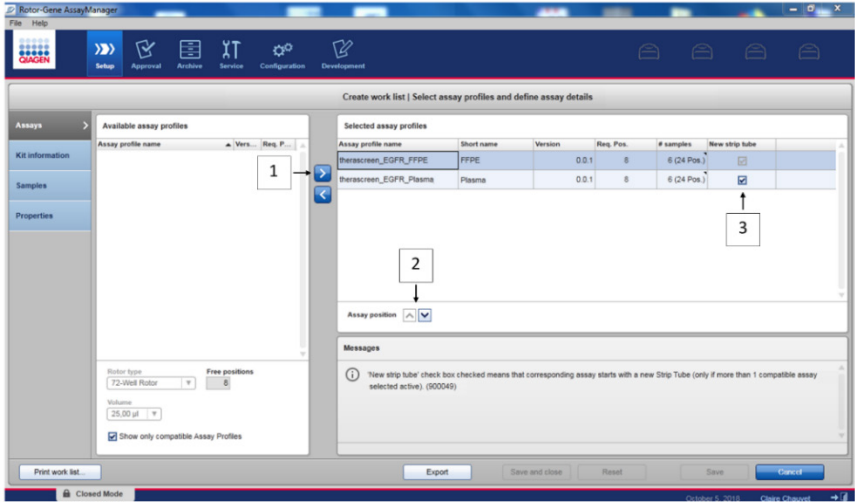 Rotor-Gene AssayManager
File Help
QIAGEN
Setup Approval Archive Service Configuration Development
Create work list | Select assay profiles and define assay details
Assays
Kit information
Samples
Properties
Available assay profiles
Assay profile name Vers... Req. P...
1
Selected assay profiles
Assay profile name Short name Version Req. Pos. # samples New strip tube
therascreen_EGFR_FFPE FFPE 0.0.1 8 6 (24 Pos.)
therascreen_EGFR_Plasma Plasma 0.0.1 8 6 (24 Pos.)
3
2
Assay position
Rotor type Free positions
72-Well Rotor 6
Volume
25,00 µl
Show only compatible Assay Profiles
Messages
'New strip tube' check box checked means that corresponding assay starts with a new Strip Tube (only if more than 1 compatible assay
selected active). (900049)
Print work list... Export Save and close Reset Save Cancel
Closed Mode October 5, 2018 Claire Chauvet